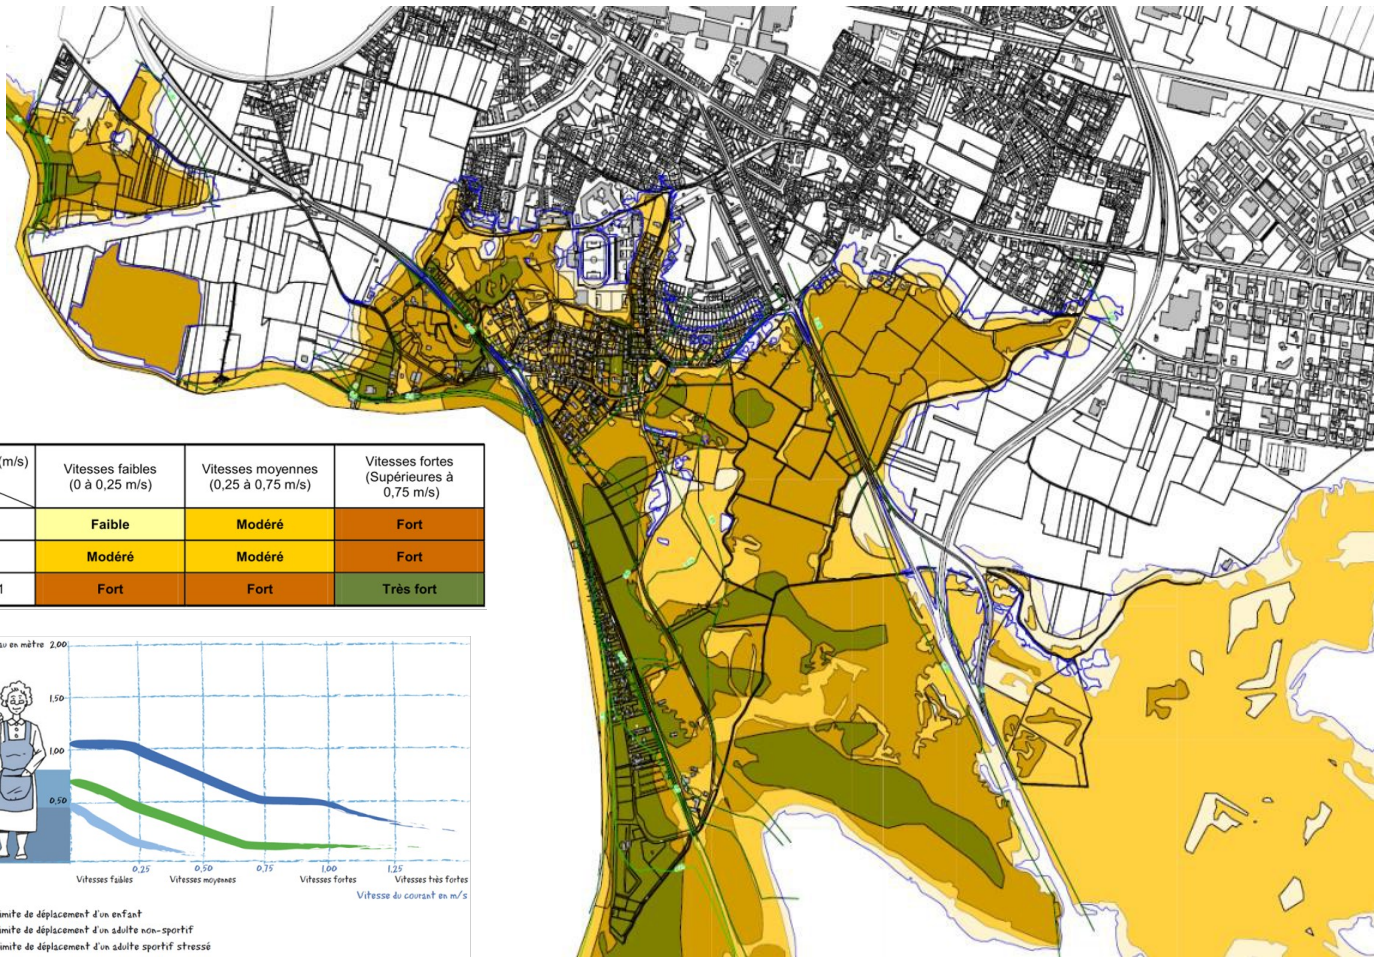 (m/s)
Vitesses faibles
(0 à 0,25 m/s)
Vitesses moyennes
(0,25 à 0,75 m/s)
Vitesses fortes
(Supérieures à
0,75 m/s)
Faible
Modéré
Fort
Modéré
Modéré
Fort
1
Fort
Fort
Très fort
au en mètre
2,00
1,50
1,00
0,50
0,25
0,50
0,75
1,00
1,25
Vitesses faibles
Vitesses moyennes
Vitesses fortes
Vitesses très fortes
Vitesse du courant en m/s
imite de déplacement d'un enfant
imite de déplacement d'un adulte non-sportif
imite de déplacement d'un adulte sportif stressé